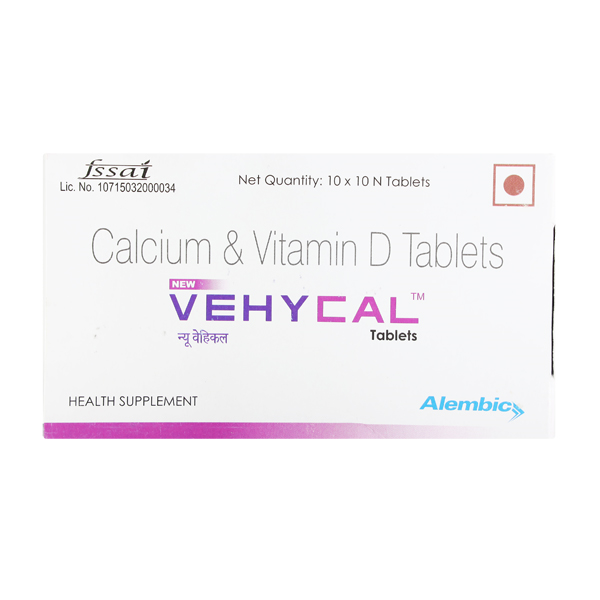 fssai
Lic. No. 10715032000034
Net Quantity: 10 x 10 N Tablets
Calcium & Vitamin D Tablets
NEW
VEHYCAL™
न्यू वेहिकल
Tablets
HEALTH SUPPLEMENT
Alembic